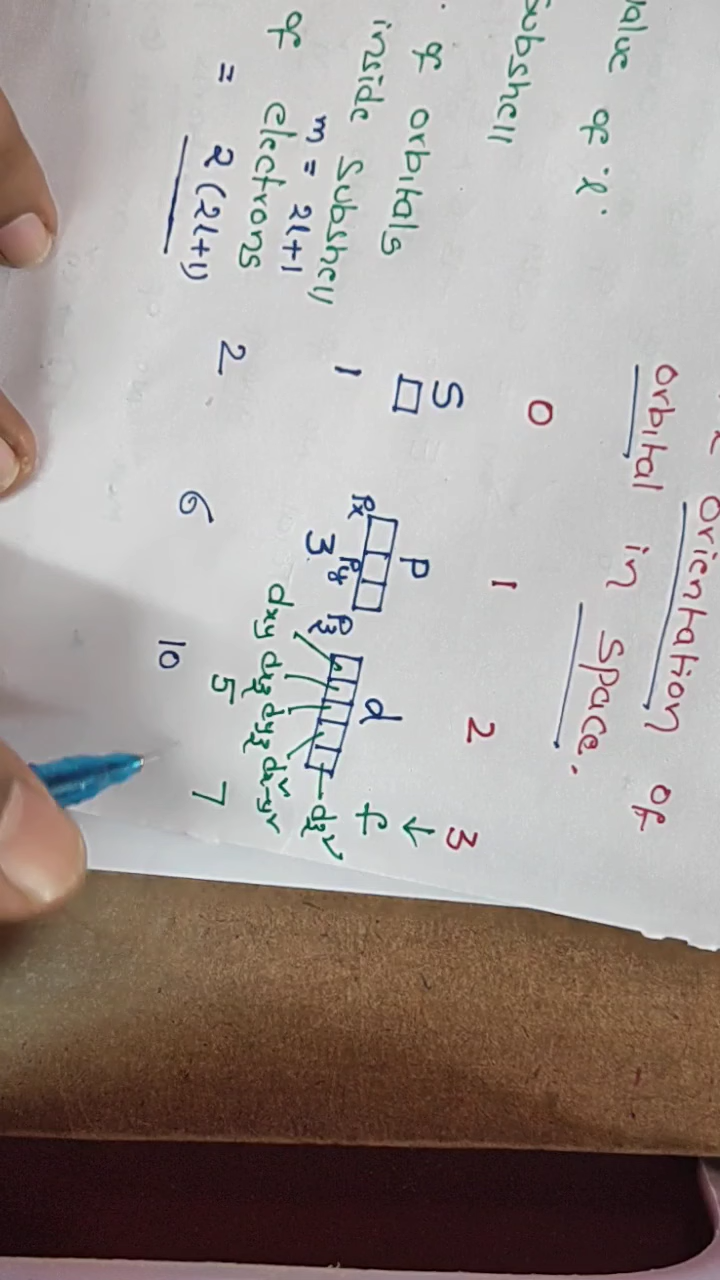 orientation of
orbital in space.
value of 'l' 0 1 2 3
subshell S p d f
↓
of orbitals
inside subshell
m = 2l+1 1 3 5 7
px py pz
dxy dxz dyz dx²-y² dz²
of electrons
= 2(2l+1) 2 6 10